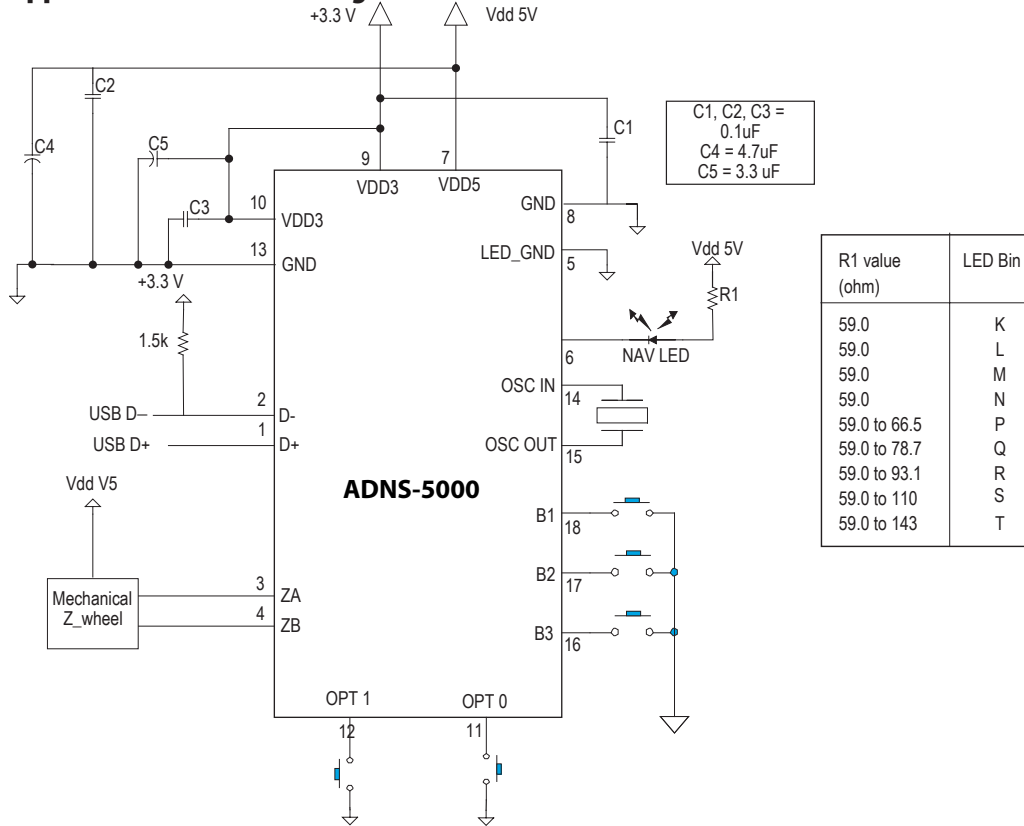 +3.3 V
Vdd 5V
C2
C4
C5
C3
C1
C1, C2, C3 =
0.1uF
C4 = 4.7uF
C5 = 3.3 uF
9
7
VDD3
VDD5
10
VDD3
13
GND
GND
8
LED_GND
5
+3.3 V
1.5k
Vdd 5V
R1
6
NAV LED
USB D–
2
D-
USB D+
1
D+
OSC IN
14
OSC OUT
15
ADNS-5000
Vdd V5
Mechanical
Z_wheel
3
ZA
4
ZB
B1
18
B2
17
B3
16
OPT 1
12
OPT 0
11
R1 value
(ohm)
LED Bin
59.0 K
59.0 L
59.0 M
59.0 N
59.0 to 66.5 P
59.0 to 78.7 Q
59.0 to 93.1 R
59.0 to 110 S
59.0 to 143 T